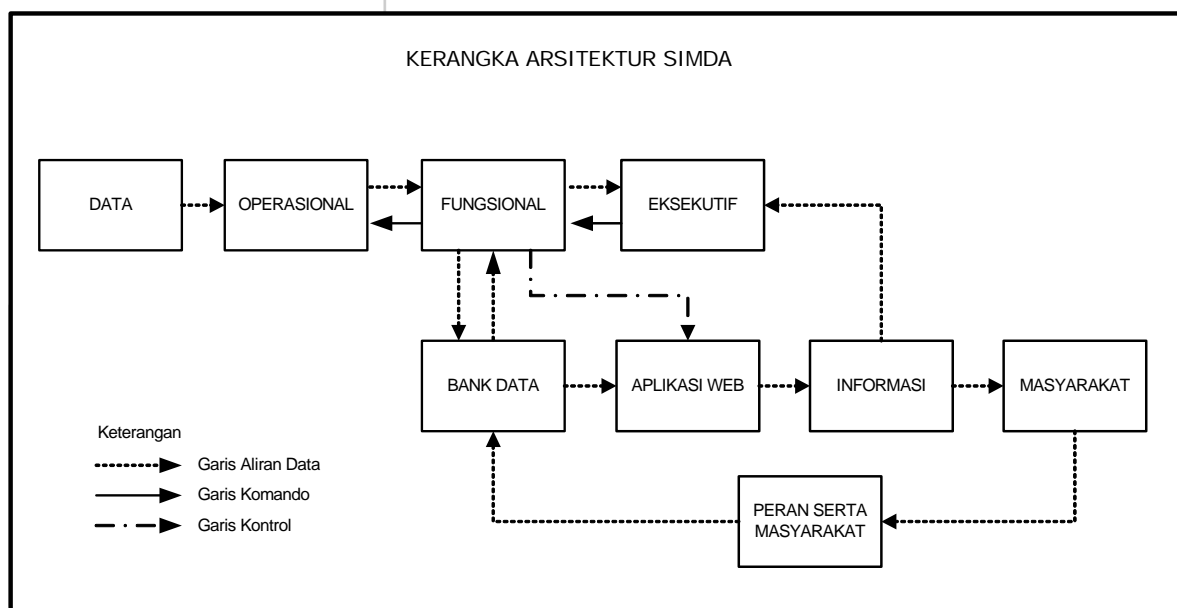 KERANGKA ARSITEKTUR SIMDA
DATA
OPERASIONAL
FUNGSIONAL
EKSEKUTIF
BANK DATA
APLIKASI WEB
INFORMASI
MASYARAKAT
PERAN SERTA
MASYARAKAT
Keterangan
Garis Aliran Data
Garis Komando
Garis Kontrol